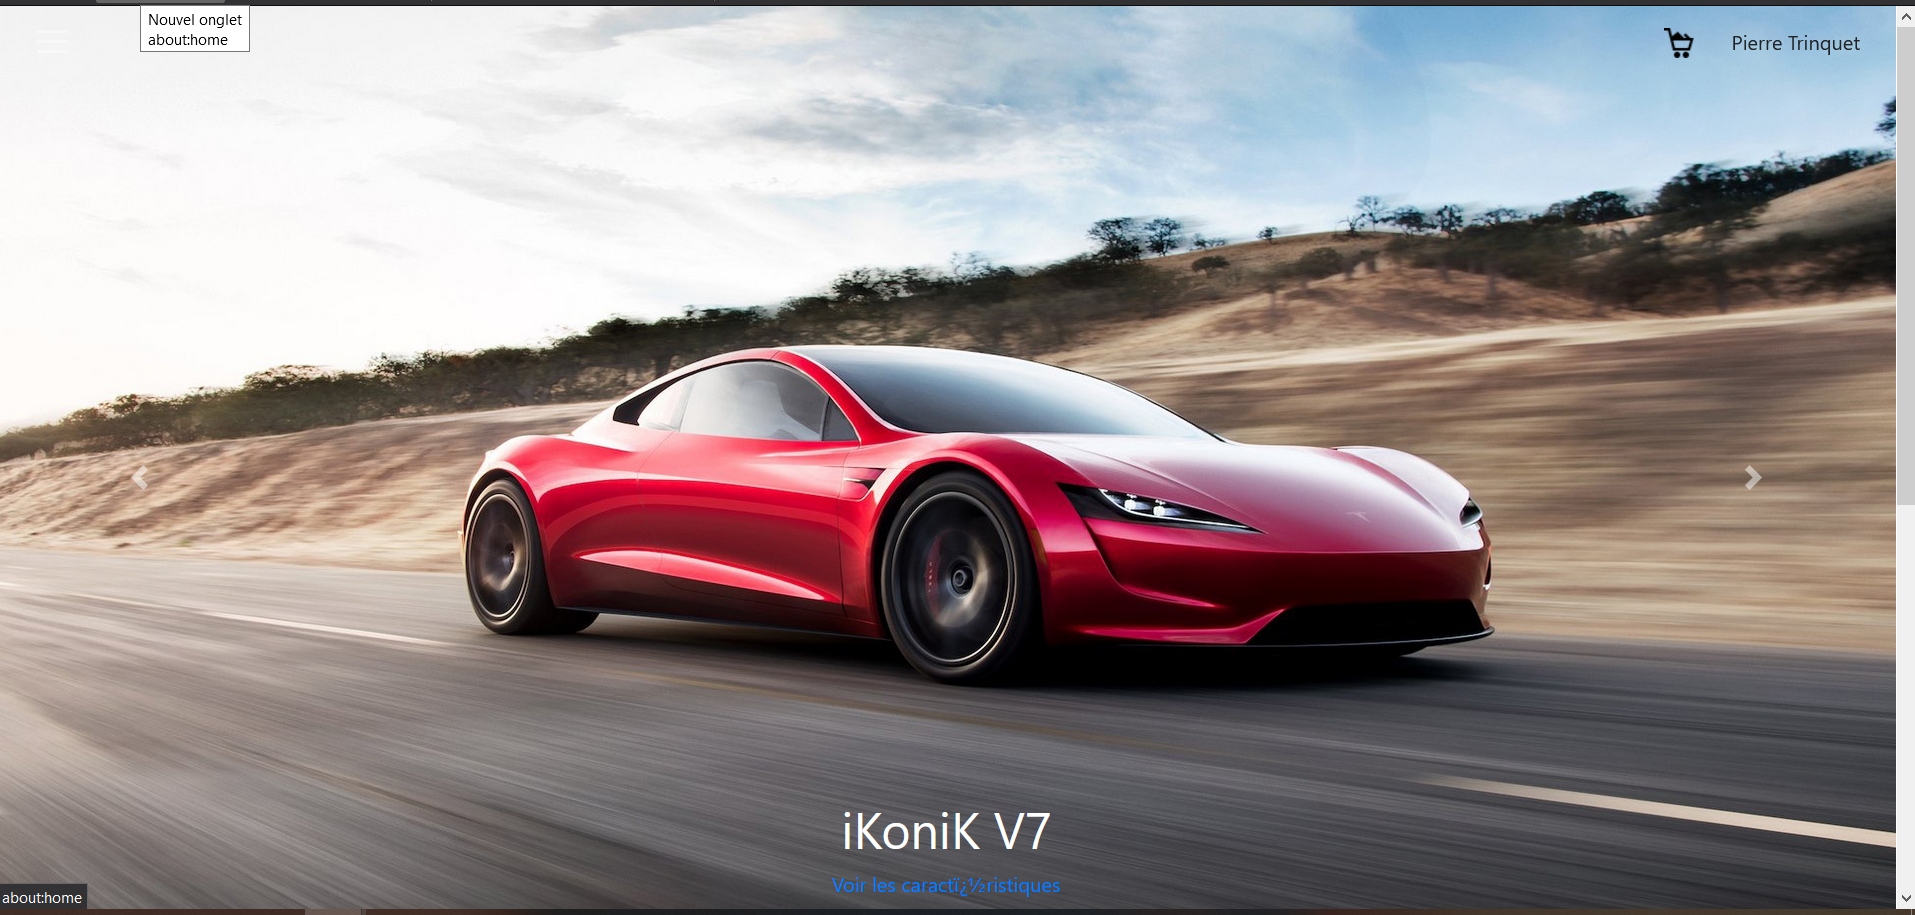 Nouvel onglet
about:home
Pierre Trinquet
iKoniK V7
Voir les caractï¿½ristiques
about:home